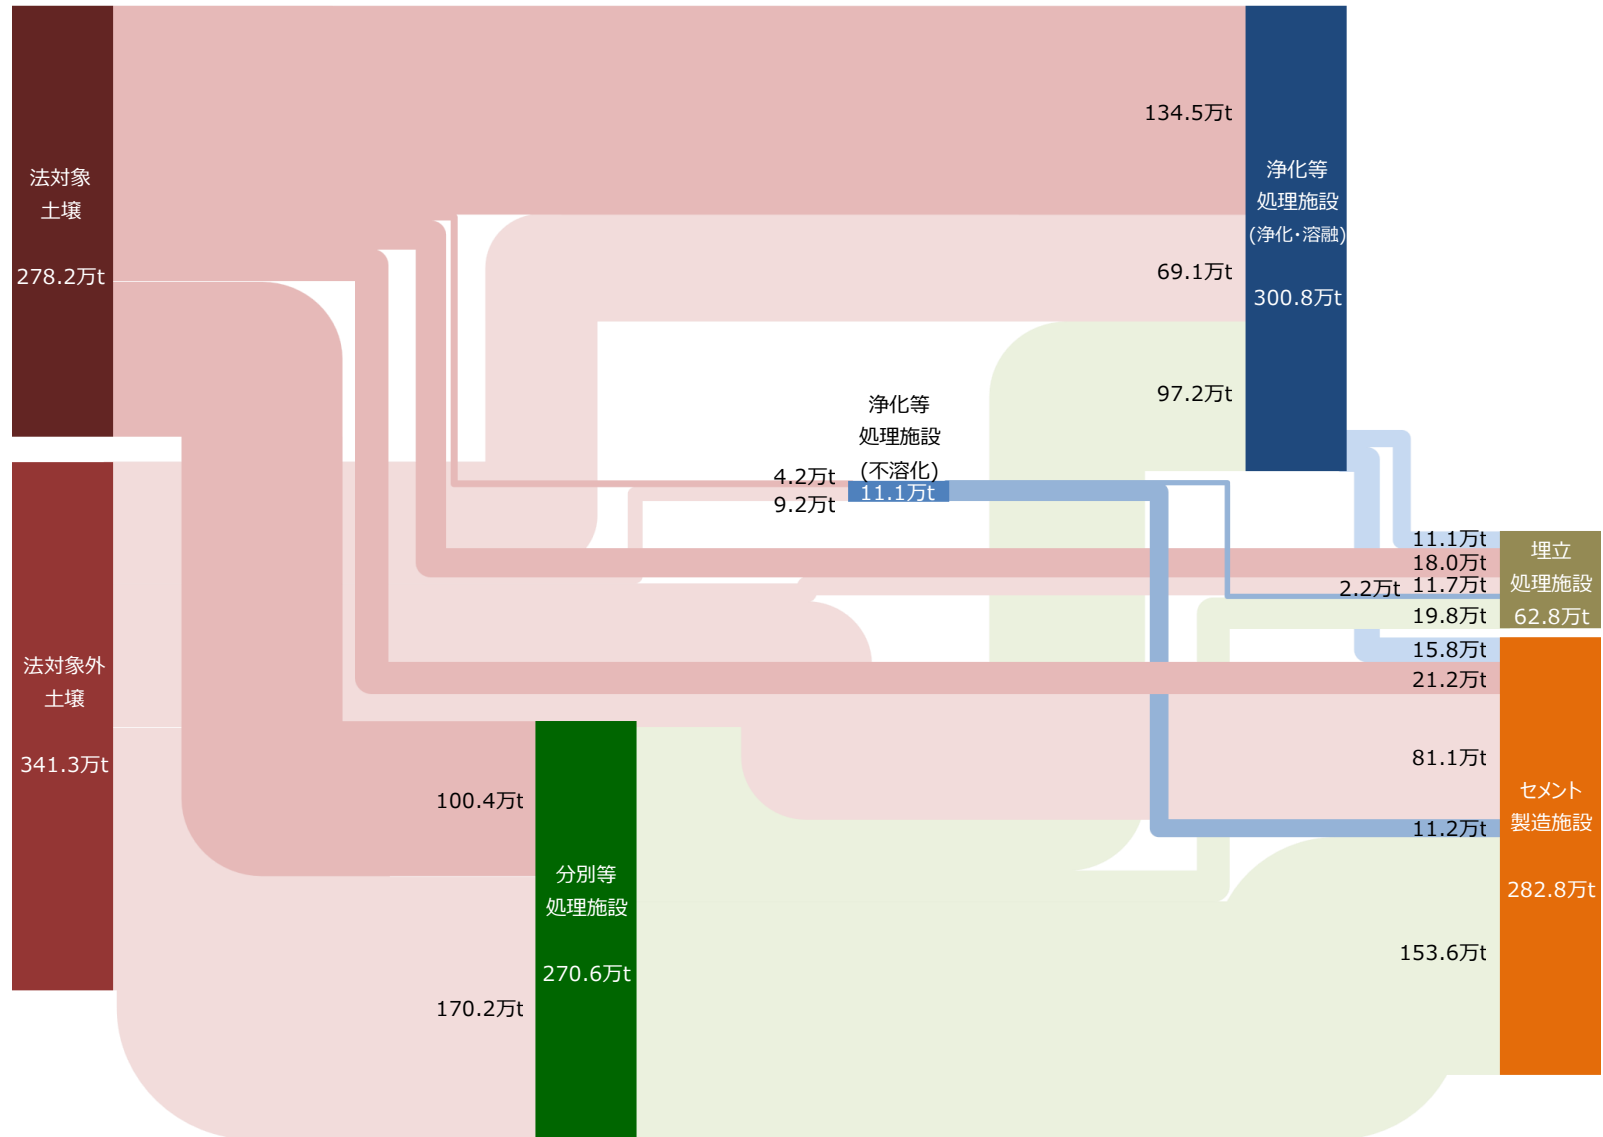 法対象
土壌
278.2万t
法対象外
土壌
341.3万t
134.5万t
69.1万t
97.2万t
浄化等
処理施設
(浄化・溶融)
300.8万t
浄化等
処理施設
(不溶化)
11.1万t
4.2万t
9.2万t
100.4万t
170.2万t
分別等
処理施設
270.6万t
11.1万t
18.0万t
11.7万t
2.2万t
19.8万t
埋立
処理施設
62.8万t
15.8万t
21.2万t
81.1万t
11.2万t
153.6万t
セメント
製造施設
282.8万t